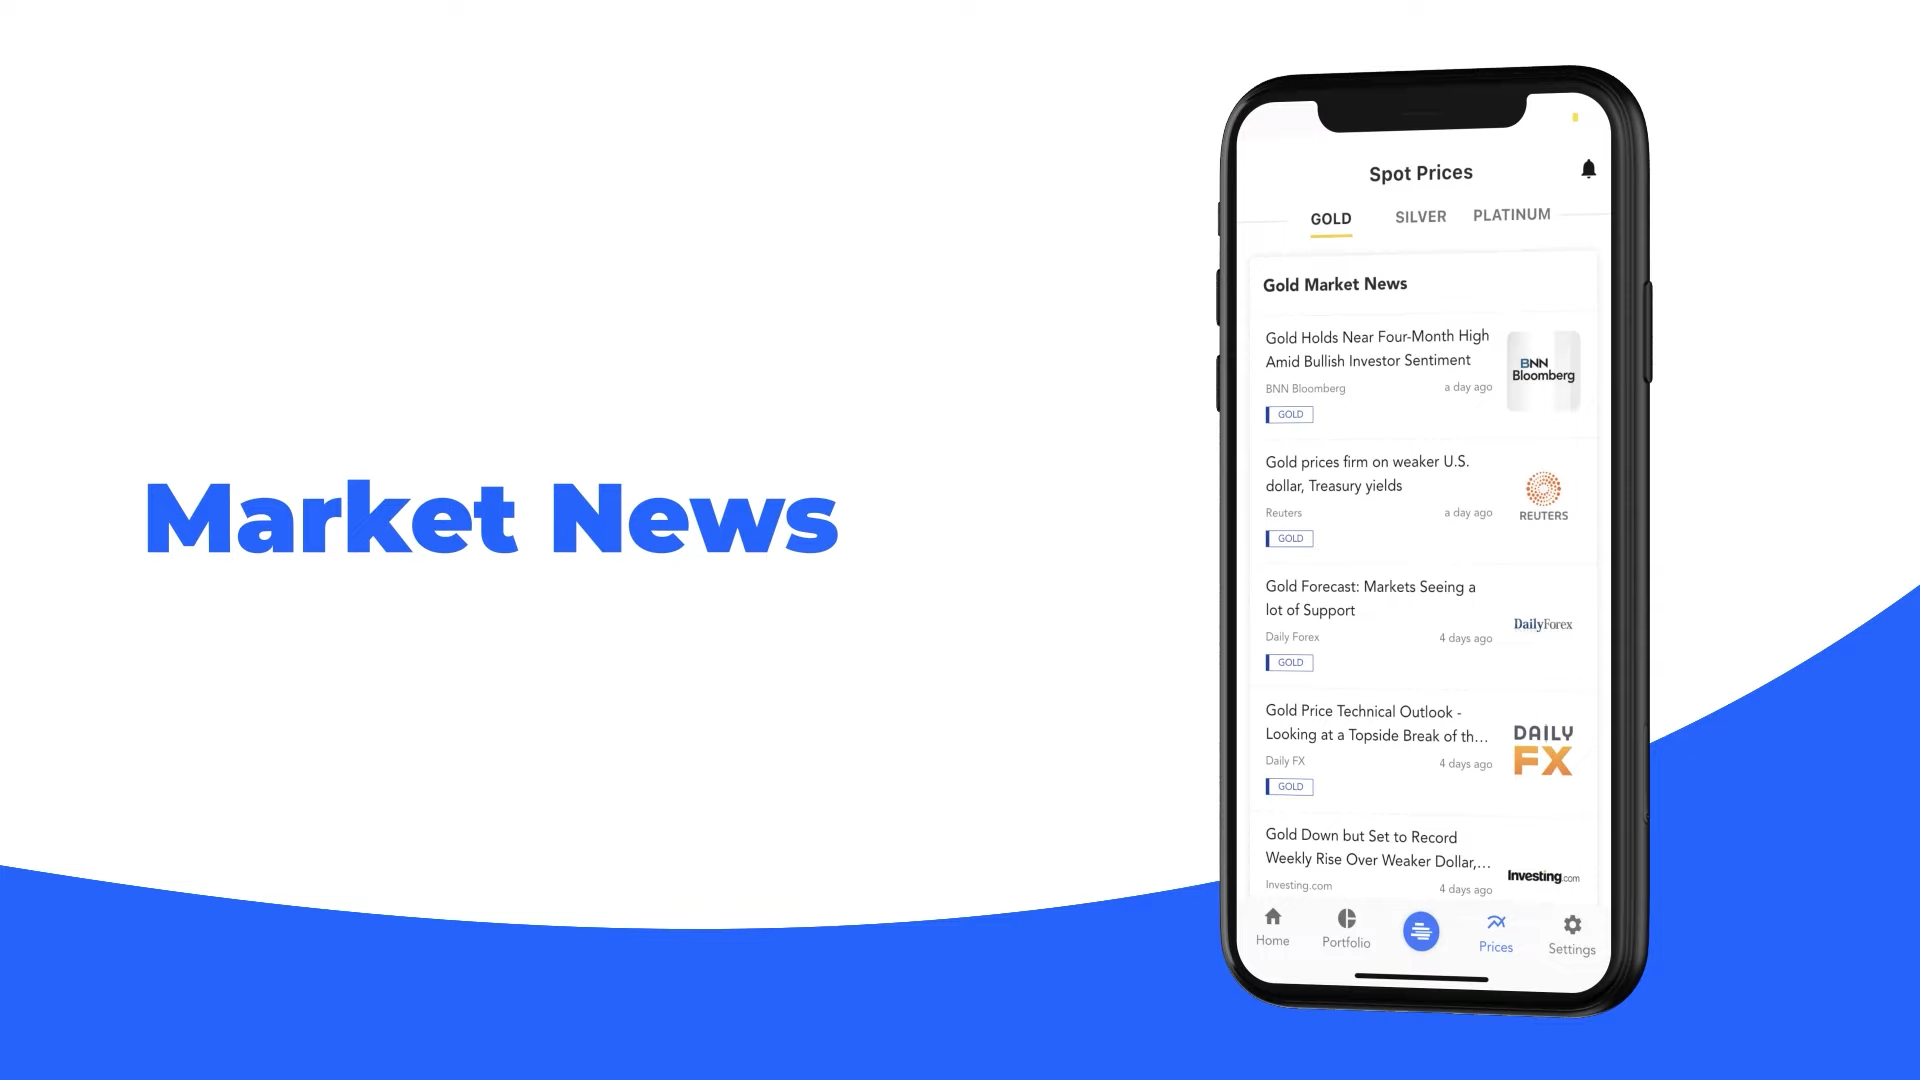 Market News
Spot Prices
GOLD SILVER PLATINUM
Gold Market News
Gold Holds Near Four-Month High
Amid Bullish Investor Sentiment
BNN Bloomberg a day ago
GOLD
BNN
Bloomberg
Gold prices firm on weaker U.S.
dollar, Treasury yields
Reuters a day ago
GOLD
REUTERS
Gold Forecast: Markets Seeing a
lot of Support
Daily Forex 4 days ago
GOLD
DailyForex
Gold Price Technical Outlook -
Looking at a Topside Break of th...
Daily FX 4 days ago
GOLD
DAILY
FX
Gold Down but Set to Record
Weekly Rise Over Weaker Dollar,...
Investing.com 4 days ago
Investing.com
Home Portfolio Prices Settings